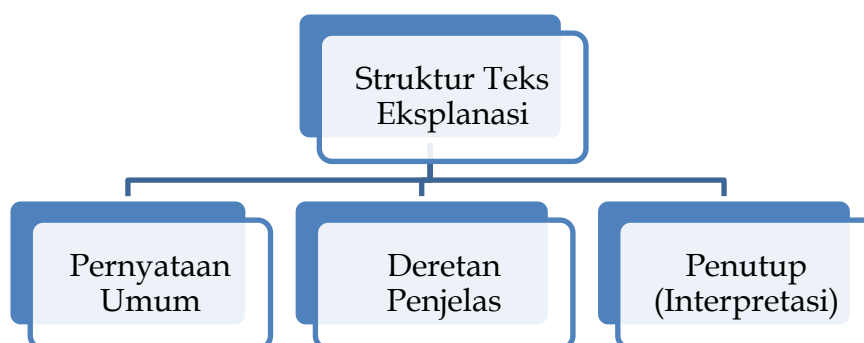 Struktur Teks
Eksplanasi
Pernyataan
Umum
Deretan
Penjelas
Penutup
(Interpretasi)